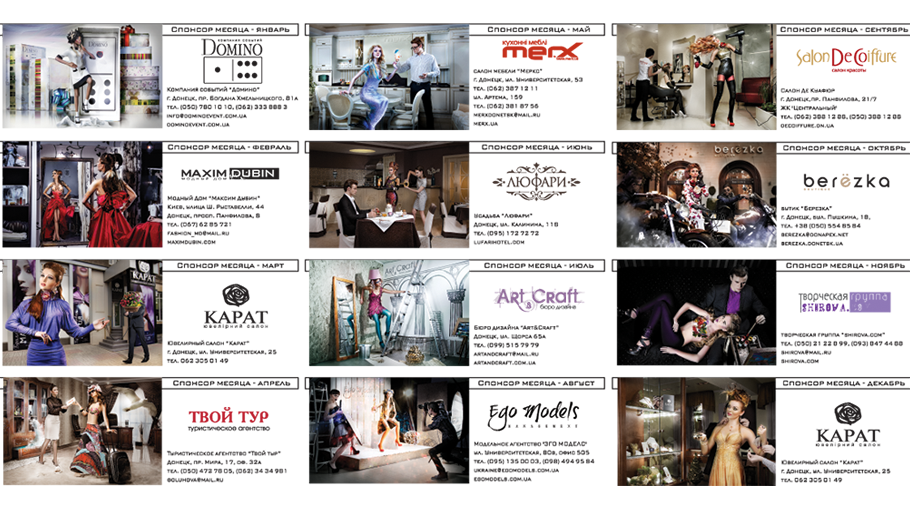 Спонсор месяца - январь
компания событий
DOMINO
Компания событий "Домино"
г. Донецк, пр. Богдана Хмельницкого, 81а
тел. (050) 780 10 10, (062) 333 888 3
info@dominoevent.com.ua
dominoevent.com.ua
Спонсор месяца - февраль
MAXIM DUBIN
модный дом
Модный дом "Максим Дубин"
Киев, улица Ш. Руставелли, 44
Донецк, просп. Панфилова, 8
тел. (067) 62 85 721
fashion_md@mail.ru
maximdubin.com
Спонсор месяца - март
КАРАТ
КАРАТ
ювелірний салон
Ювелирный салон "Карат"
г. Донецк, ул. Университетская, 25
тел. 062 305 01 49
Спонсор месяца - апрель
ТВОЙ ТУР
туристическое агентство
Туристическое агентство "Твой тур"
Донецк, пр. Мира, 17, оф. 32а
тел. (050) 472 78 05, (062) 34 34 981
goluhova@mail.ru
Спонсор месяца - май
кухонні меблі
merx
салон мебели "Меркс"
г. Донецк, ул. Университетская, 53
тел. (062) 387 12 11
ул. Артема, 159
тел. (062) 381 87 56
merxdonetsk@mail.ru
merx.ua
Спонсор месяца - июнь
ЛЮФАРИ
Усадьба "Люфари"
Донецк, ул. Калинина, 11Б
тел. (095) 172 72 72
lufarihotel.com
Спонсор месяца - июль
Art Craft
Art & Craft
бюро дизайна
Бюро дизайна "Art&Craft"
Донецк, ул. Щорса 65а
тел. (099) 515 79 79
artandcraft@mail.ru
artandcraft.com.ua
Спонсор месяца - август
Ego Models
management
Модельное агентство "ЭГО МОДЕЛС"
ул. Университетская, 80в, офис 505
тел. (095) 135 00 03, (098) 494 95 84
ukraine@egomodels.com.ua
egomodels.com.ua
Спонсор месяца - сентябрь
Salon De Coiffure
салон красоты
Салон Де Куафюр
г. Донецк, пр. Панфилова, 21/7
ЖК "Центральный"
тел. (062) 388 12 88, (050) 388 12 88
decoiffure.dn.ua
Спонсор месяца - октябрь
berëzka
berëzka
бутик "Березка"
г. Донецк, бул. Пушкина, 18,
тел. +38 (050) 554 85 84
berezka@donapex.net
berezka.donetsk.ua
Спонсор месяца - ноябрь
творческая группа
SHIROVA...S
творческая группа "shirova.com"
тел. (050) 21 22 8 99, (093) 847 44 88
shirova@mail.ru
shirova.com
Спонсор месяца - декабрь
КАРАТ
ювелірний салон
Ювелирный салон "Карат"
г. Донецк, ул. Университетская, 25
тел. 062 305 01 49